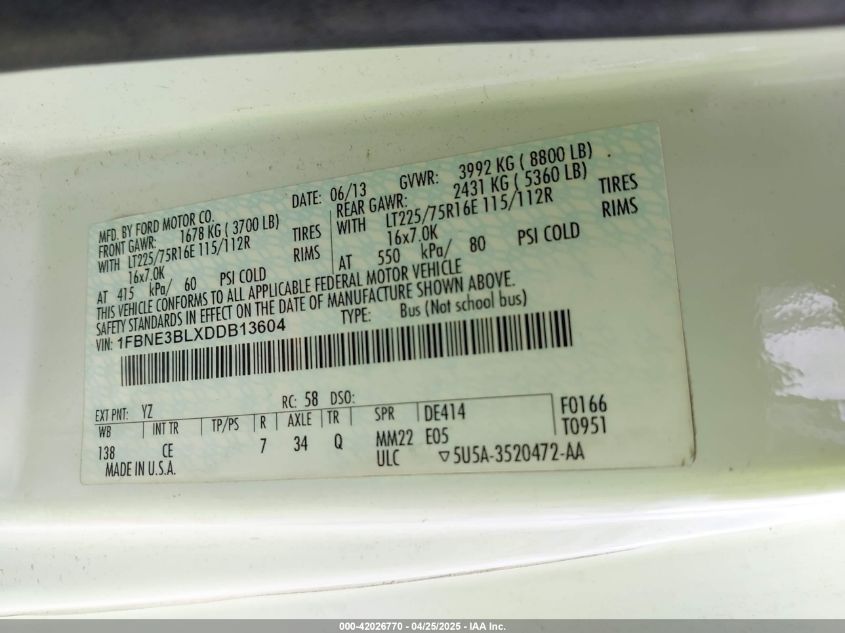 MFD. BY FORD MOTOR CO.
DATE: 06/13 GVWR: 3992 KG ( 8800 LB)
FRONT GAWR: 1678 KG ( 3700 LB)
REAR GAWR: 2431 KG ( 5360 LB)
WITH LT225/75R16E 115/112R TIRES
WITH LT225/75R16E 115/112R TIRES
16x7.0K RIMS
16x7.0K RIMS
AT 415 kPa/ 60 PSI COLD
AT 550 kPa/ 80 PSI COLD
THIS VEHICLE CONFORMS TO ALL APPLICABLE FEDERAL MOTOR VEHICLE
SAFETY STANDARDS IN EFFECT ON THE DATE OF MANUFACTURE SHOWN ABOVE.
VIN: 1FBNE3BLXDDB13604 TYPE: Bus (Not school bus)
EXT PNT: YZ RC: 58 DSO:
WB INT TR TP/PS R AXLE TR SPR DE414 F0166
138 CE 7 34 Q MM22 E05 T0951
MADE IN U.S.A. ULC ▽5U5A-3520472-AA
000-42026770 - 04/25/2025 - IAA Inc.